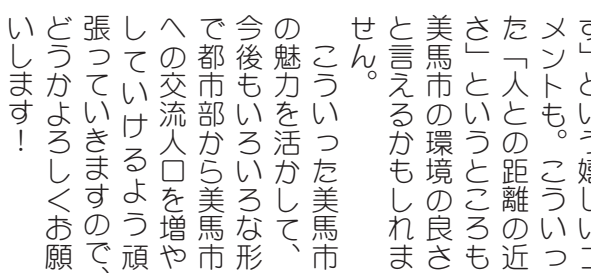 す」という嬉しいコ
メントも。こういっ
た「人との距離の近
さ」というところも
美馬市の環境の良さ
と言えるかもしれま
せん。
こういった美馬市
の魅力を活かして、
今後もいろいろな形
で都市部から美馬市
への交流人口を増や
していけるよう頑
張っていきますので、
どうかよろしくお願
いします！